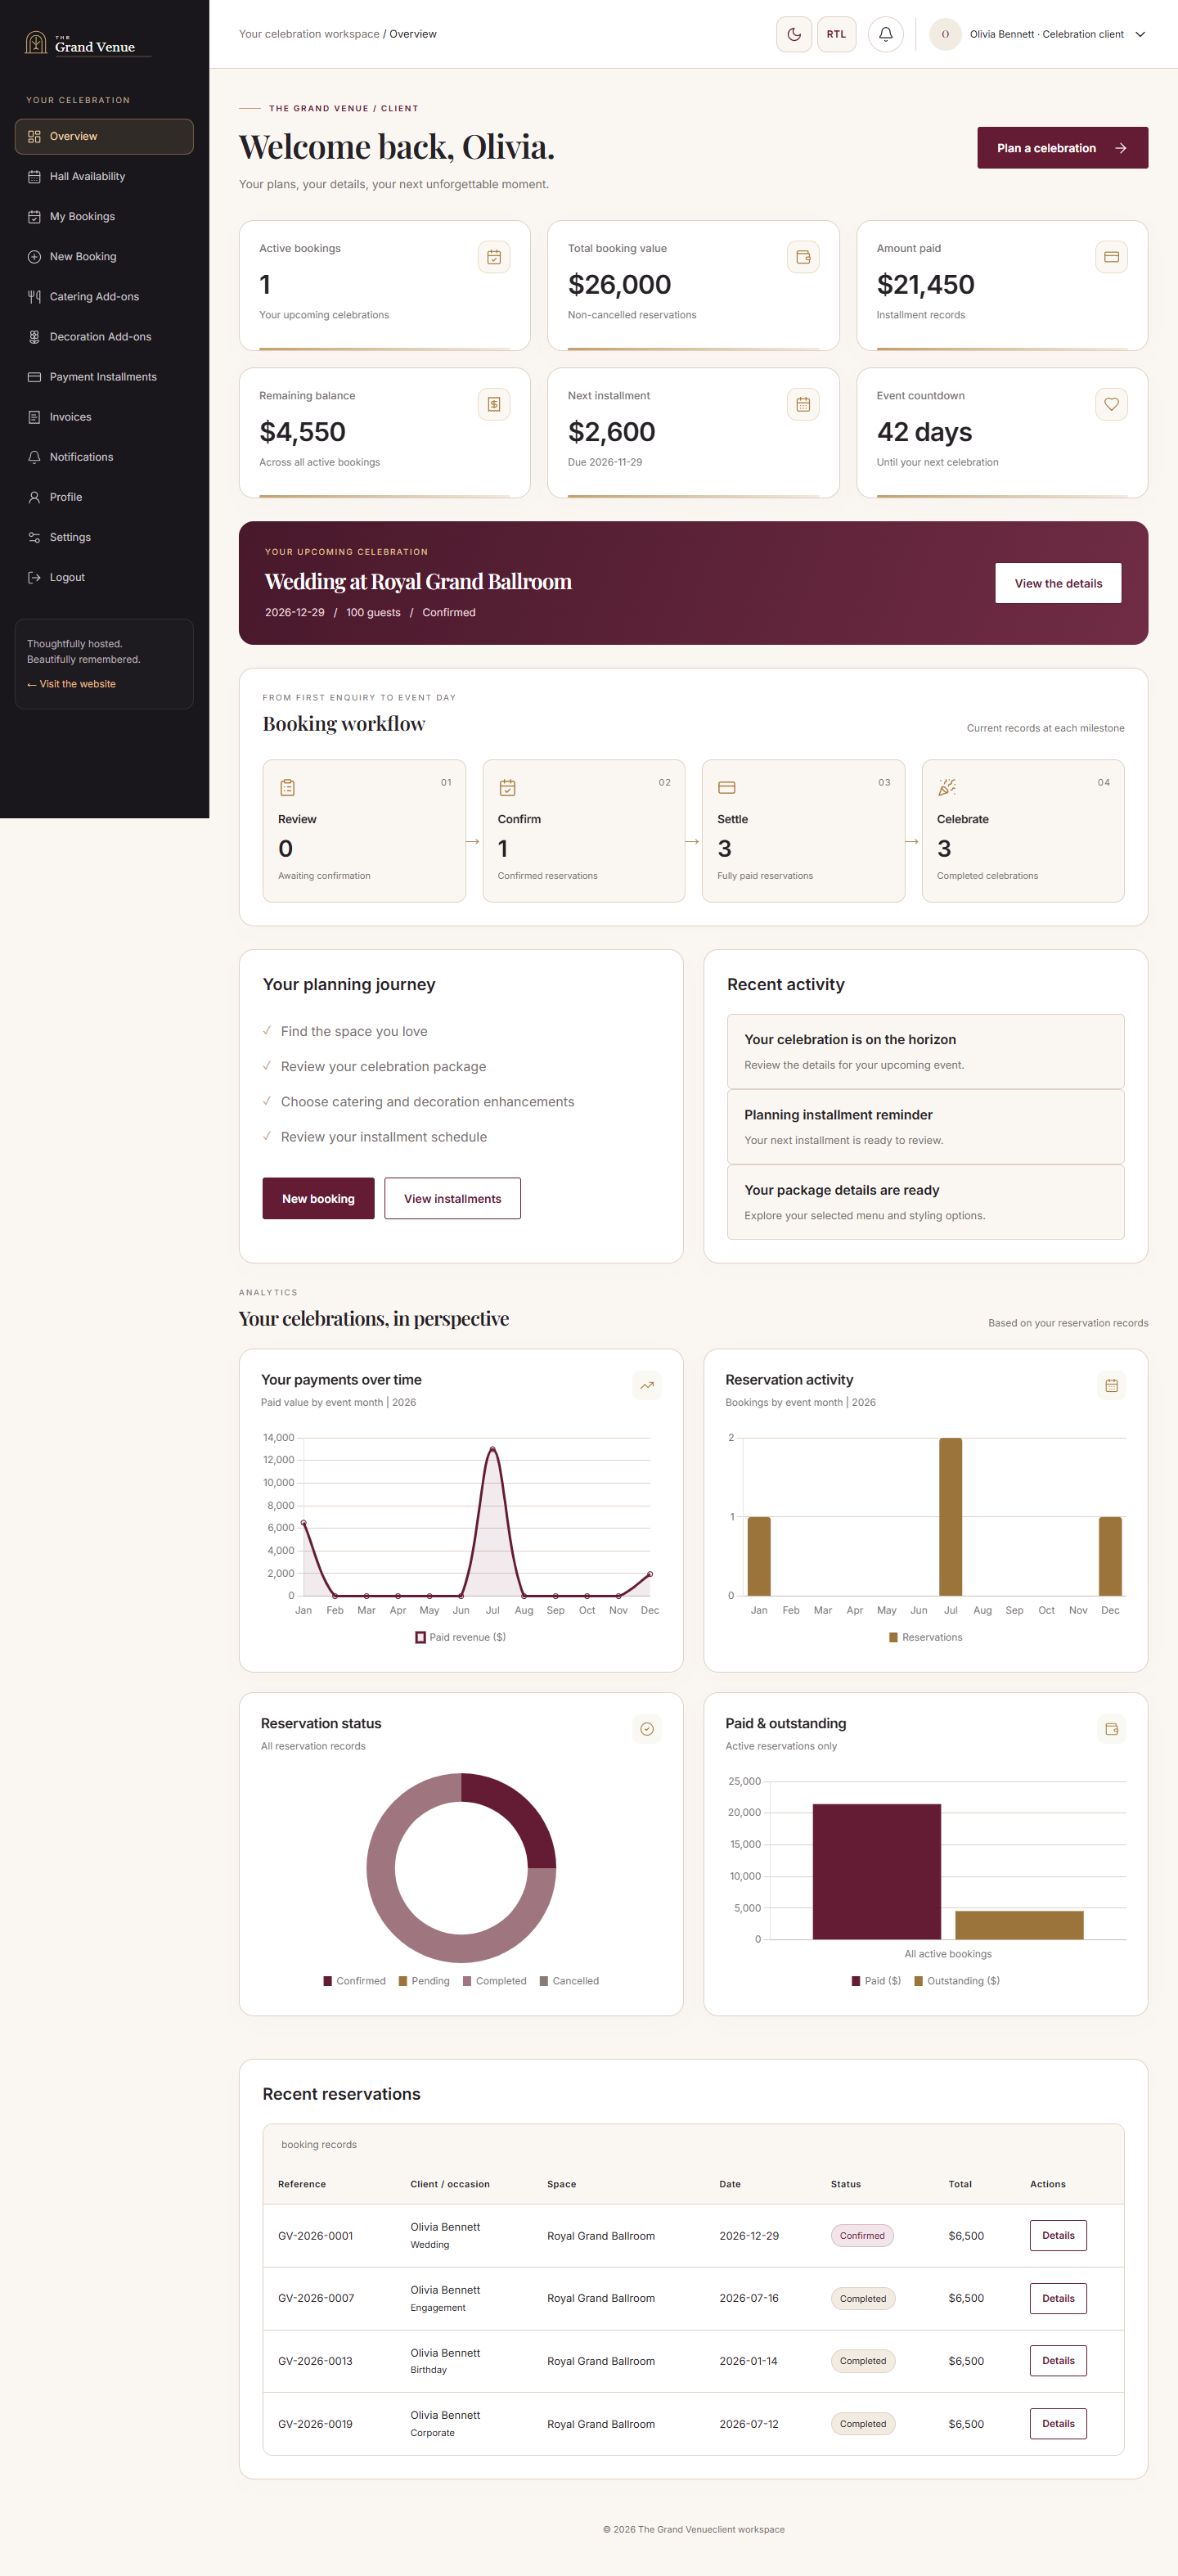 THE
Grand Venue
YOUR CELEBRATION
Overview
Hall Availability
My Bookings
New Booking
Catering Add-ons
Decoration Add-ons
Payment Installments
Invoices
Notifications
Profile
Settings
Logout
Thoughtfully hosted.
Beautifully remembered.
← Visit the website
Your celebration workspace / Overview
RTL
O
Olivia Bennett · Celebration client
THE GRAND VENUE / CLIENT
Welcome back, Olivia.
Your plans, your details, your next unforgettable moment.
Plan a celebration →
Active bookings
1
Your upcoming celebrations
Total booking value
$26,000
Non-cancelled reservations
Amount paid
$21,450
Installment records
Remaining balance
$4,550
Across all active bookings
Next installment
$2,600
Due 2026-11-29
Event countdown
42 days
Until your next celebration
YOUR UPCOMING CELEBRATION
Wedding at Royal Grand Ballroom
2026-12-29 / 100 guests / Confirmed
View the details
FROM FIRST ENQUIRY TO EVENT DAY
Booking workflow
Current records at each milestone
01
Review
0
Awaiting confirmation
→
02
Confirm
1
Confirmed reservations
→
03
Settle
3
Fully paid reservations
→
04
Celebrate
3
Completed celebrations
Your planning journey
✓ Find the space you love
✓ Review your celebration package
✓ Choose catering and decoration enhancements
✓ Review your installment schedule
New booking
View installments
Recent activity
Your celebration is on the horizon
Review the details for your upcoming event.
Planning installment reminder
Your next installment is ready to review.
Your package details are ready
Explore your selected menu and styling options.
ANALYTICS
Your celebrations, in perspective
Based on your reservation records
Your payments over time
Paid value by event month | 2026
14,000
12,000
10,000
8,000
6,000
4,000
2,000
0
Jan Feb Mar Apr May Jun Jul Aug Sep Oct Nov Dec
Paid revenue ($)
Reservation activity
Bookings by event month | 2026
2
1
0
Jan Feb Mar Apr May Jun Jul Aug Sep Oct Nov Dec
Reservations
Reservation status
All reservation records
Confirmed Pending Completed Cancelled
Paid & outstanding
Active reservations only
25,000
20,000
15,000
10,000
5,000
0
All active bookings
Paid ($) Outstanding ($)
Recent reservations
booking records
Reference Client / occasion Space Date Status Total Actions
GV-2026-0001 Olivia Bennett Royal Grand Ballroom 2026-12-29 Confirmed $6,500 Details
Wedding
GV-2026-0007 Olivia Bennett Royal Grand Ballroom 2026-07-16 Completed $6,500 Details
Engagement
GV-2026-0013 Olivia Bennett Royal Grand Ballroom 2026-01-14 Completed $6,500 Details
Birthday
GV-2026-0019 Olivia Bennett Royal Grand Ballroom 2026-07-12 Completed $6,500 Details
Corporate
© 2026 The Grand Venueclient workspace